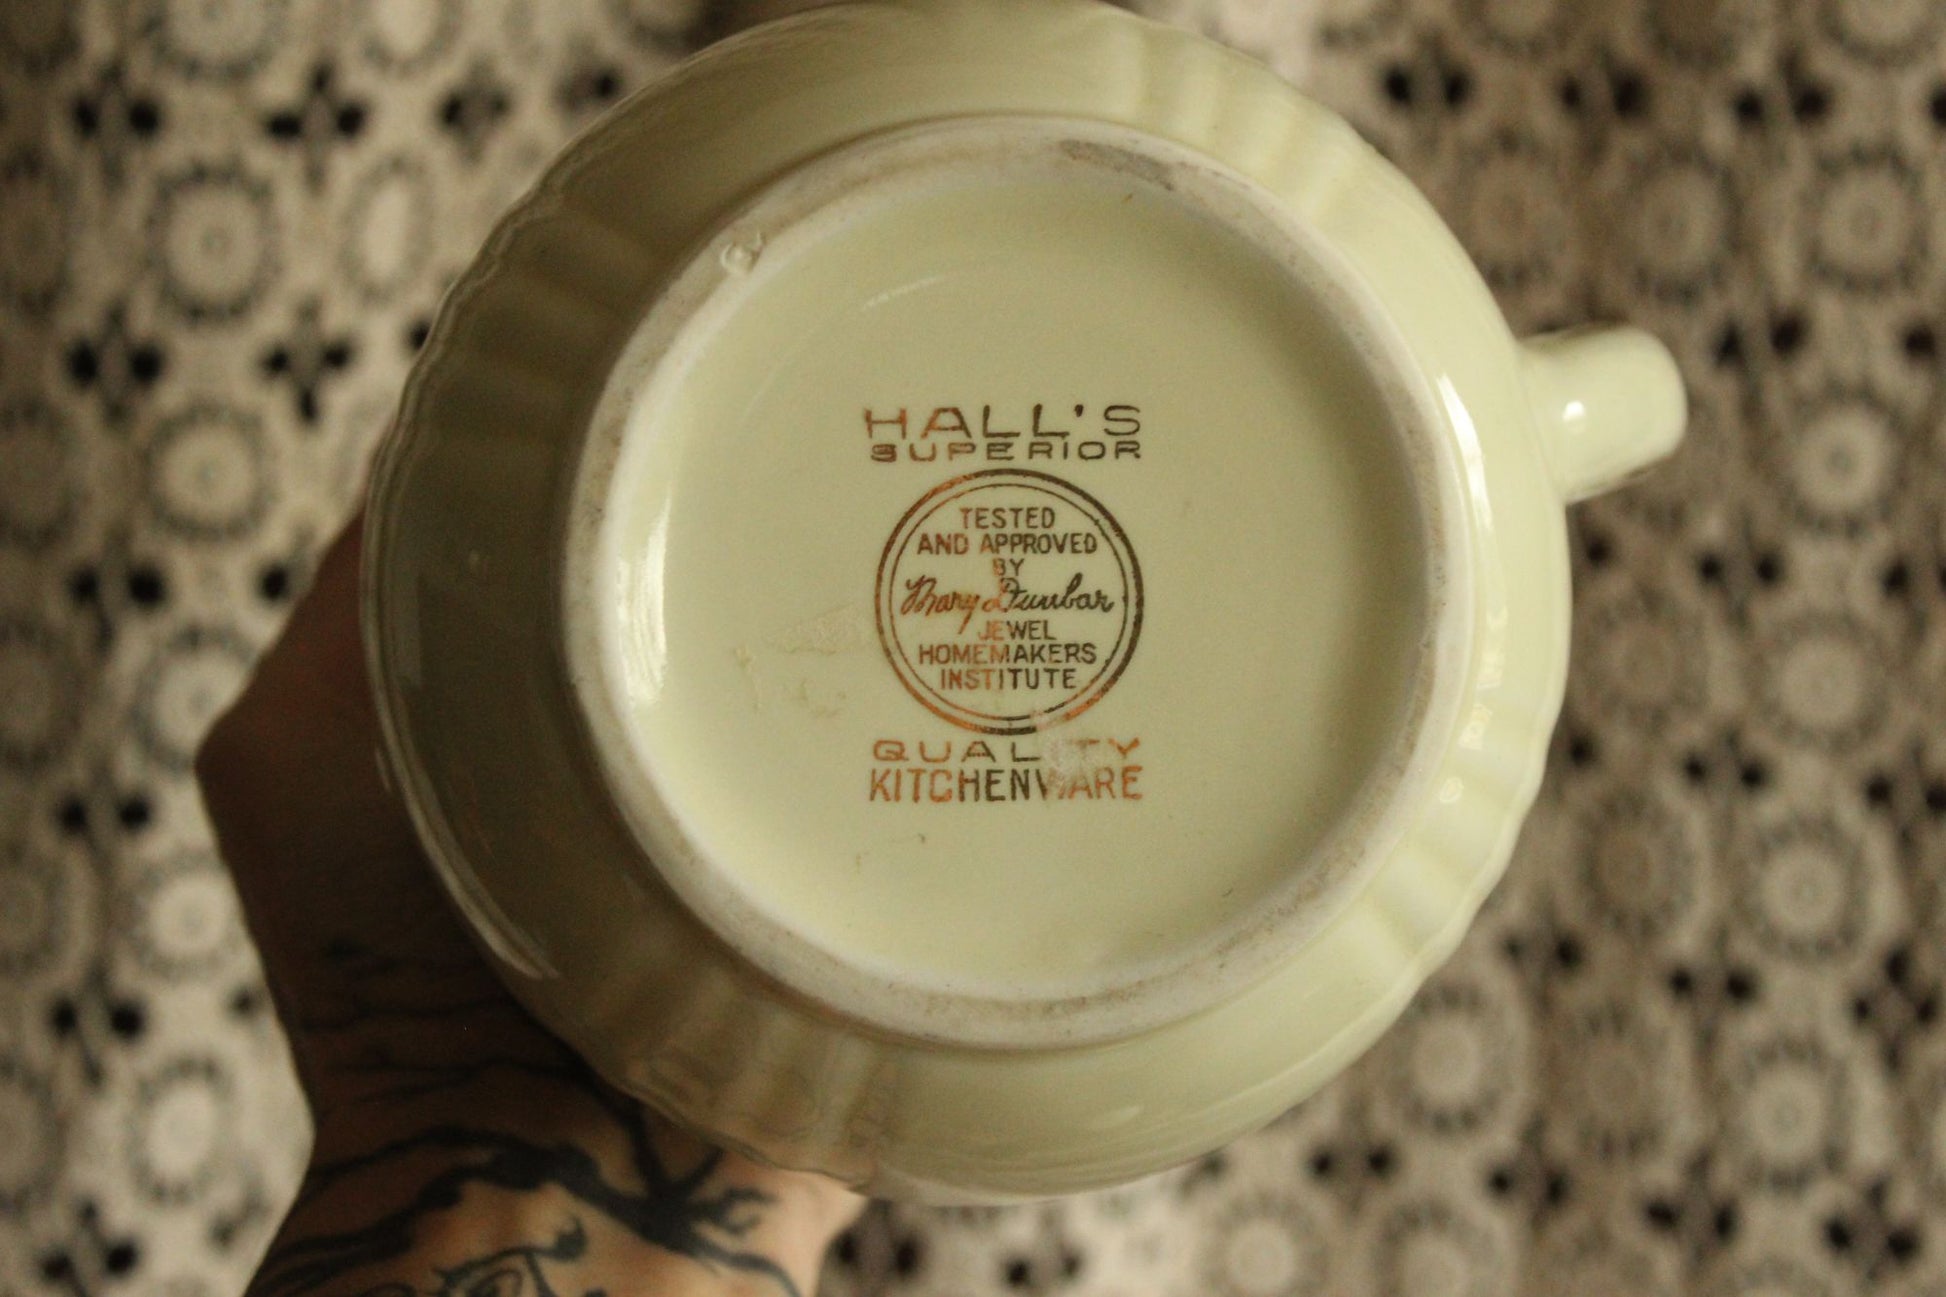 HALL'S
SUPERIOR
TESTED
AND APPROVED
BY
Mary Dunbar
JEWEL
HOMEMAKERS
INSTITUTE
QUALITY
KITCHENWARE